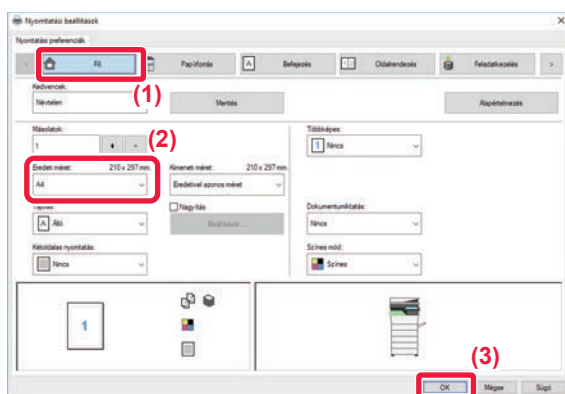 Nyomtatási beállítások
Nyomtatási preferenciák
Fő
Papírforrás
Befejezés
Oldalrendezés
Feladatkezelés
Kedvencek:
Névtelen
(1)
Mentés
Alapértelmezés
Másolatok:
1
+ -
(2)
Többképes:
1 Nincs
Eredeti méret: 210 x 297 mm.
A4
Kimeneti méret: 210 x 297 mm.
Eredetivel azonos méret
A Álló
Nagyítás
Dokumentumiktatás:
Nincs
Kétoldalas nyomtatás:
Nincs
Színes mód:
Színes
1
(3)
OK
Mégse
Súgó